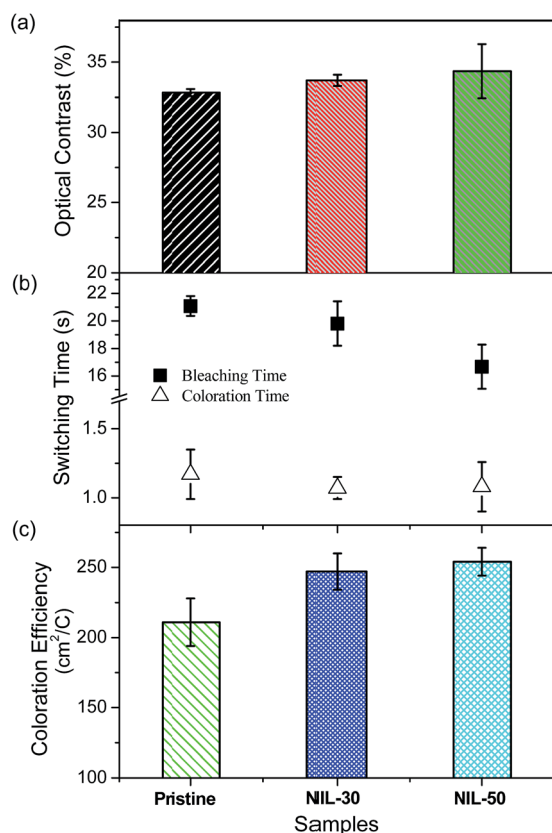 (a)
Optical Contrast (%)
35
30
25
20
(b)
Switching Time (s)
22
20
18
16
1.5
1.0
Bleaching Time
Coloration Time
(c)
Coloration Efficiency
(cm²/C)
250
200
150
100
Pristine
NIL-30
NIL-50
Samples